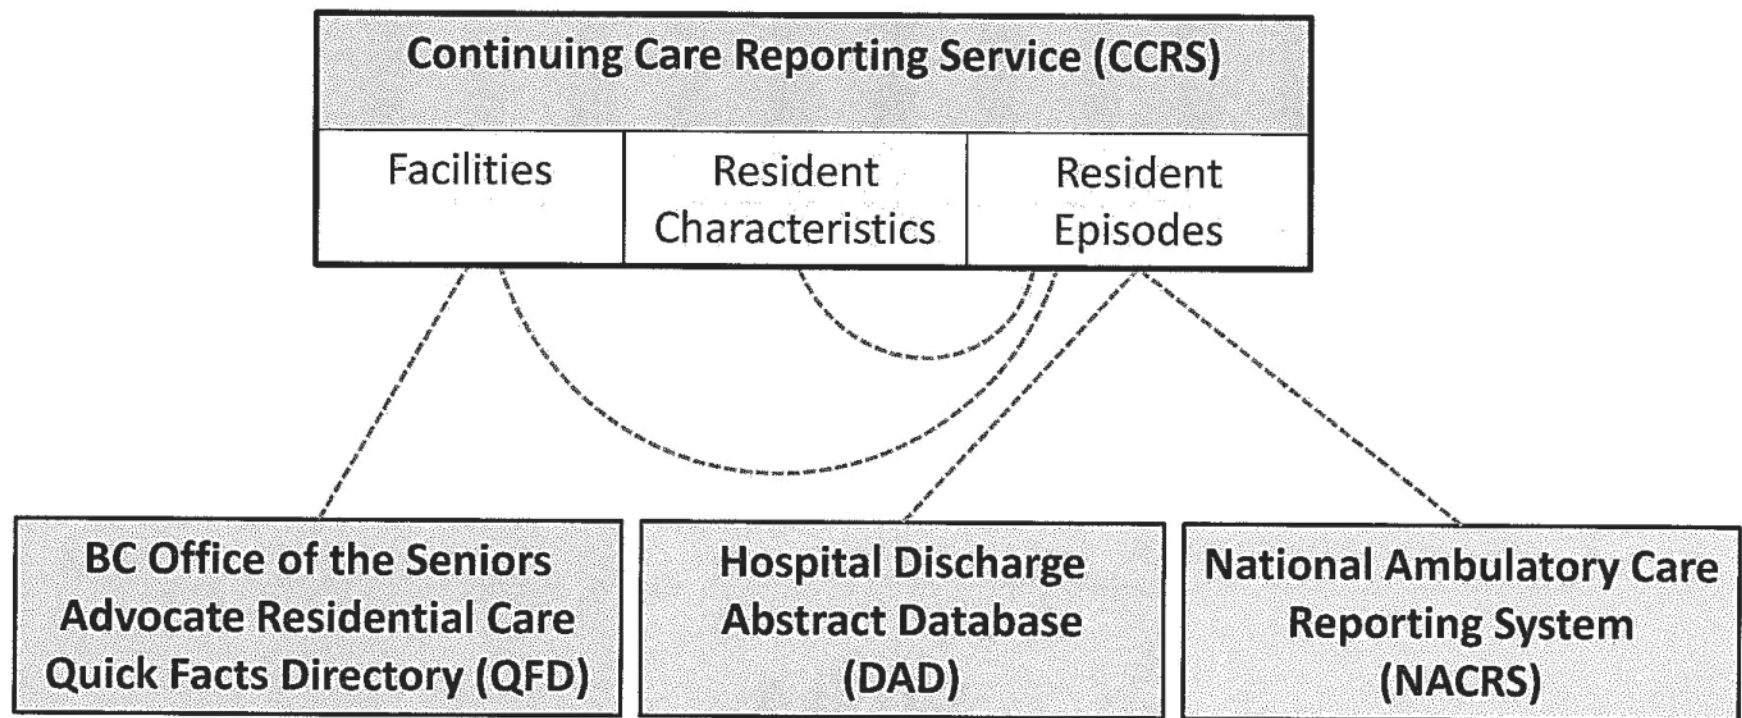 Continuing Care Reporting Service (CCRS)
Facilities
Resident
Characteristics
Resident
Episodes
BC Office of the Seniors
Advocate Residential Care
Quick Facts Directory (QFD)
Hospital Discharge
Abstract Database
(DAD)
National Ambulatory Care
Reporting System
(NACRS)